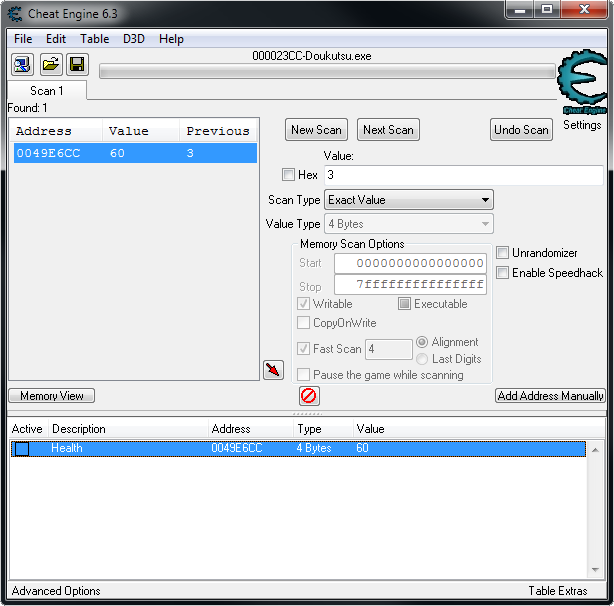 Cheat Engine 6.3
File Edit Table D3D Help
000023CC-Doukutsu.exe
Scan 1
Found: 1
Cheat Engine
Settings
Address Value Previous
0049E6CC 60 3
New Scan Next Scan Undo Scan
Value:
Hex 3
Scan Type Exact Value
Value Type 4 Bytes
Memory Scan Options
Start 0000000000000000
Stop 7fffffffffffffff
Writable Executable
CopyOnWrite
Fast Scan 4 Alignment
Last Digits
Pause the game while scanning
Unrandomizer
Enable Speedhack
Memory View Add Address Manually
Active Description Address Type Value
Health 0049E6CC 4 Bytes 60
Advanced Options Table Extras